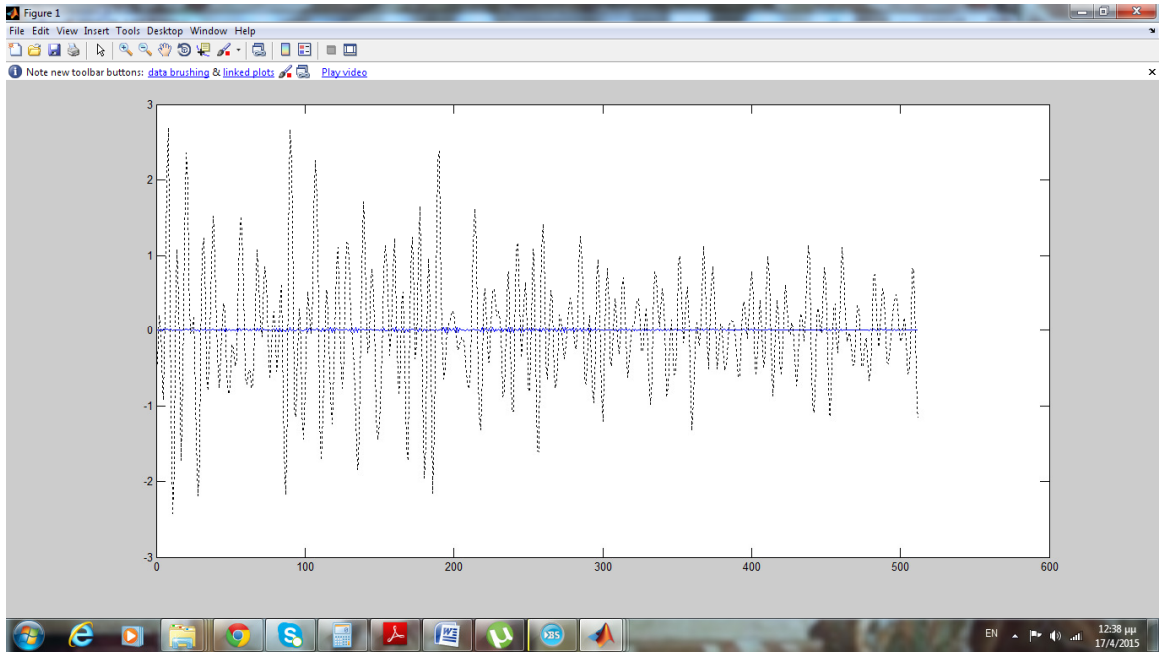 Figure 1
File Edit View Insert Tools Desktop Window Help
Note new toolbar buttons: data brushing & linked plots Play video
3
2
1
0
-1
-2
-3
0 100 200 300 400 500 600
W
BS
EN 12:38 μμ
17/4/2015